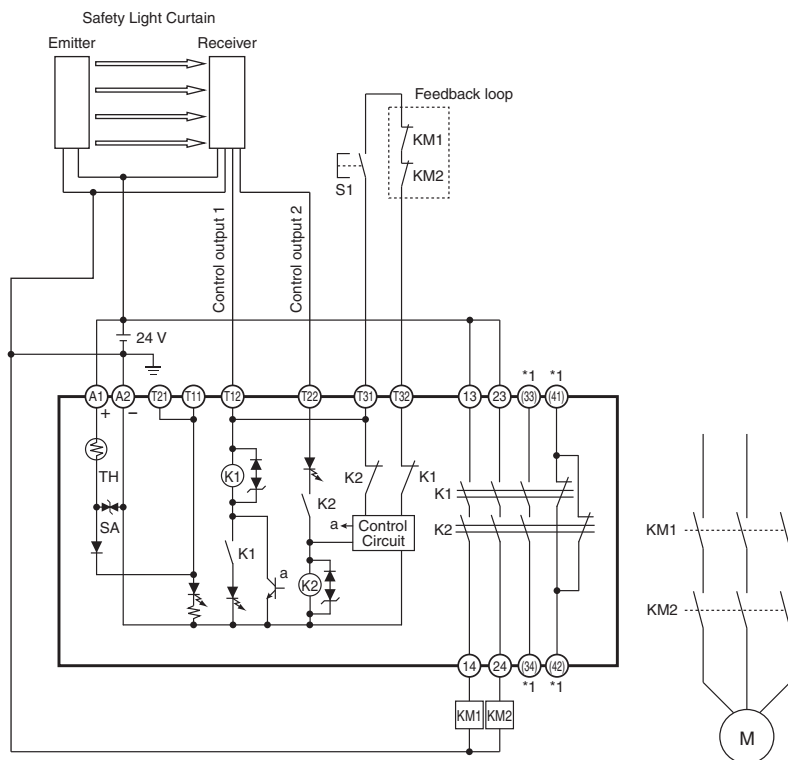 Safety Light Curtain
Emitter
Receiver
Feedback loop
KM1
KM2
S1
Control output 1
Control output 2
24 V
*1
*1
A1
A2
T21
T11
T12
T22
T31
T32
13
23
(33)
(41)
+
−
TH
SA
K1
K1
a
K2
K2
K2
K1
a
Control
Circuit
K1
K2
KM1
KM2
14
24
(34)
(42)
*1
*1
KM1
KM2
M